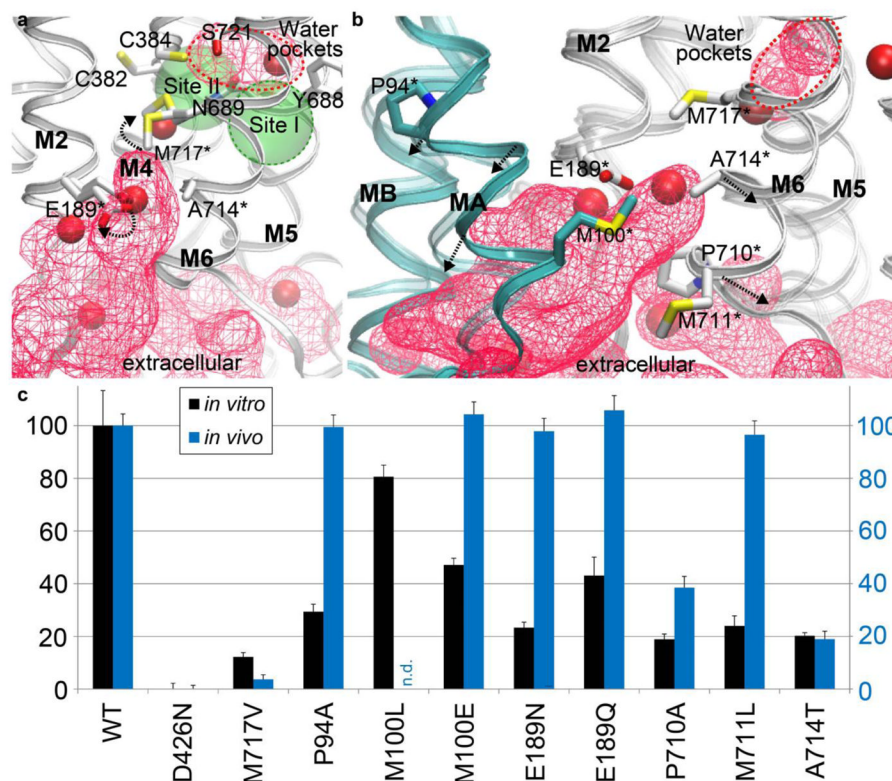 a
C384
S721
Water
pockets
C382
Site II
N689
Y688
M2
Site I
M717*
M4
E189*
A714*
M5
M6
extracellular
b
M2
Water
pockets
P94*
M717*
E189*
A714*
MB
MA
M6
M5
M100*
P710*
M711*
extracellular
c
in vitro
in vivo
100
80
60
40
20
0
100
80
60
40
20
0
n.d.
WT
D426N
M717V
P94A
M100L
M100E
E189N
E189Q
P710A
M711L
A714T